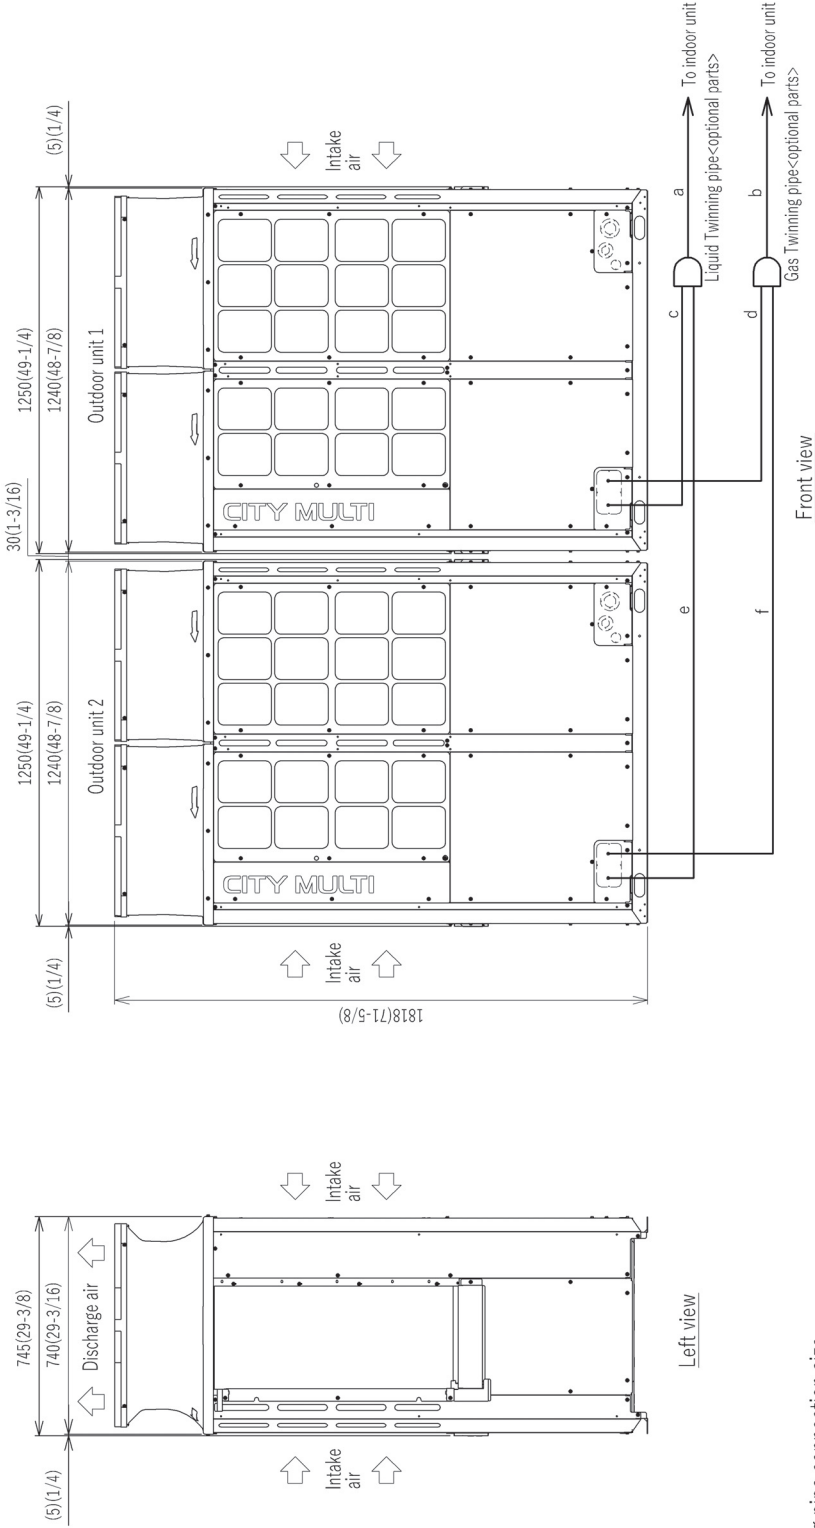 745(29-3/8)
(5)(1/4)
740(29-3/16)
Discharge air
Intake
air
Intake
air
Left view
1250(49-1/4)
30(1-3/16)
1250(49-1/4)
(5)(1/4)
1240(48-7/8)
1240(48-7/8)
(5)(1/4)
Outdoor unit 2
Outdoor unit 1
CITY MULTI
CITY MULTI
Intake
air
Intake
air
1818(71-5/8)
e
c
a
To indoor unit
Liquid Twinning pipe<optional parts>
f
d
b
To indoor unit
Gas Twinning pipe<optional parts>
Front view
pipe connection size